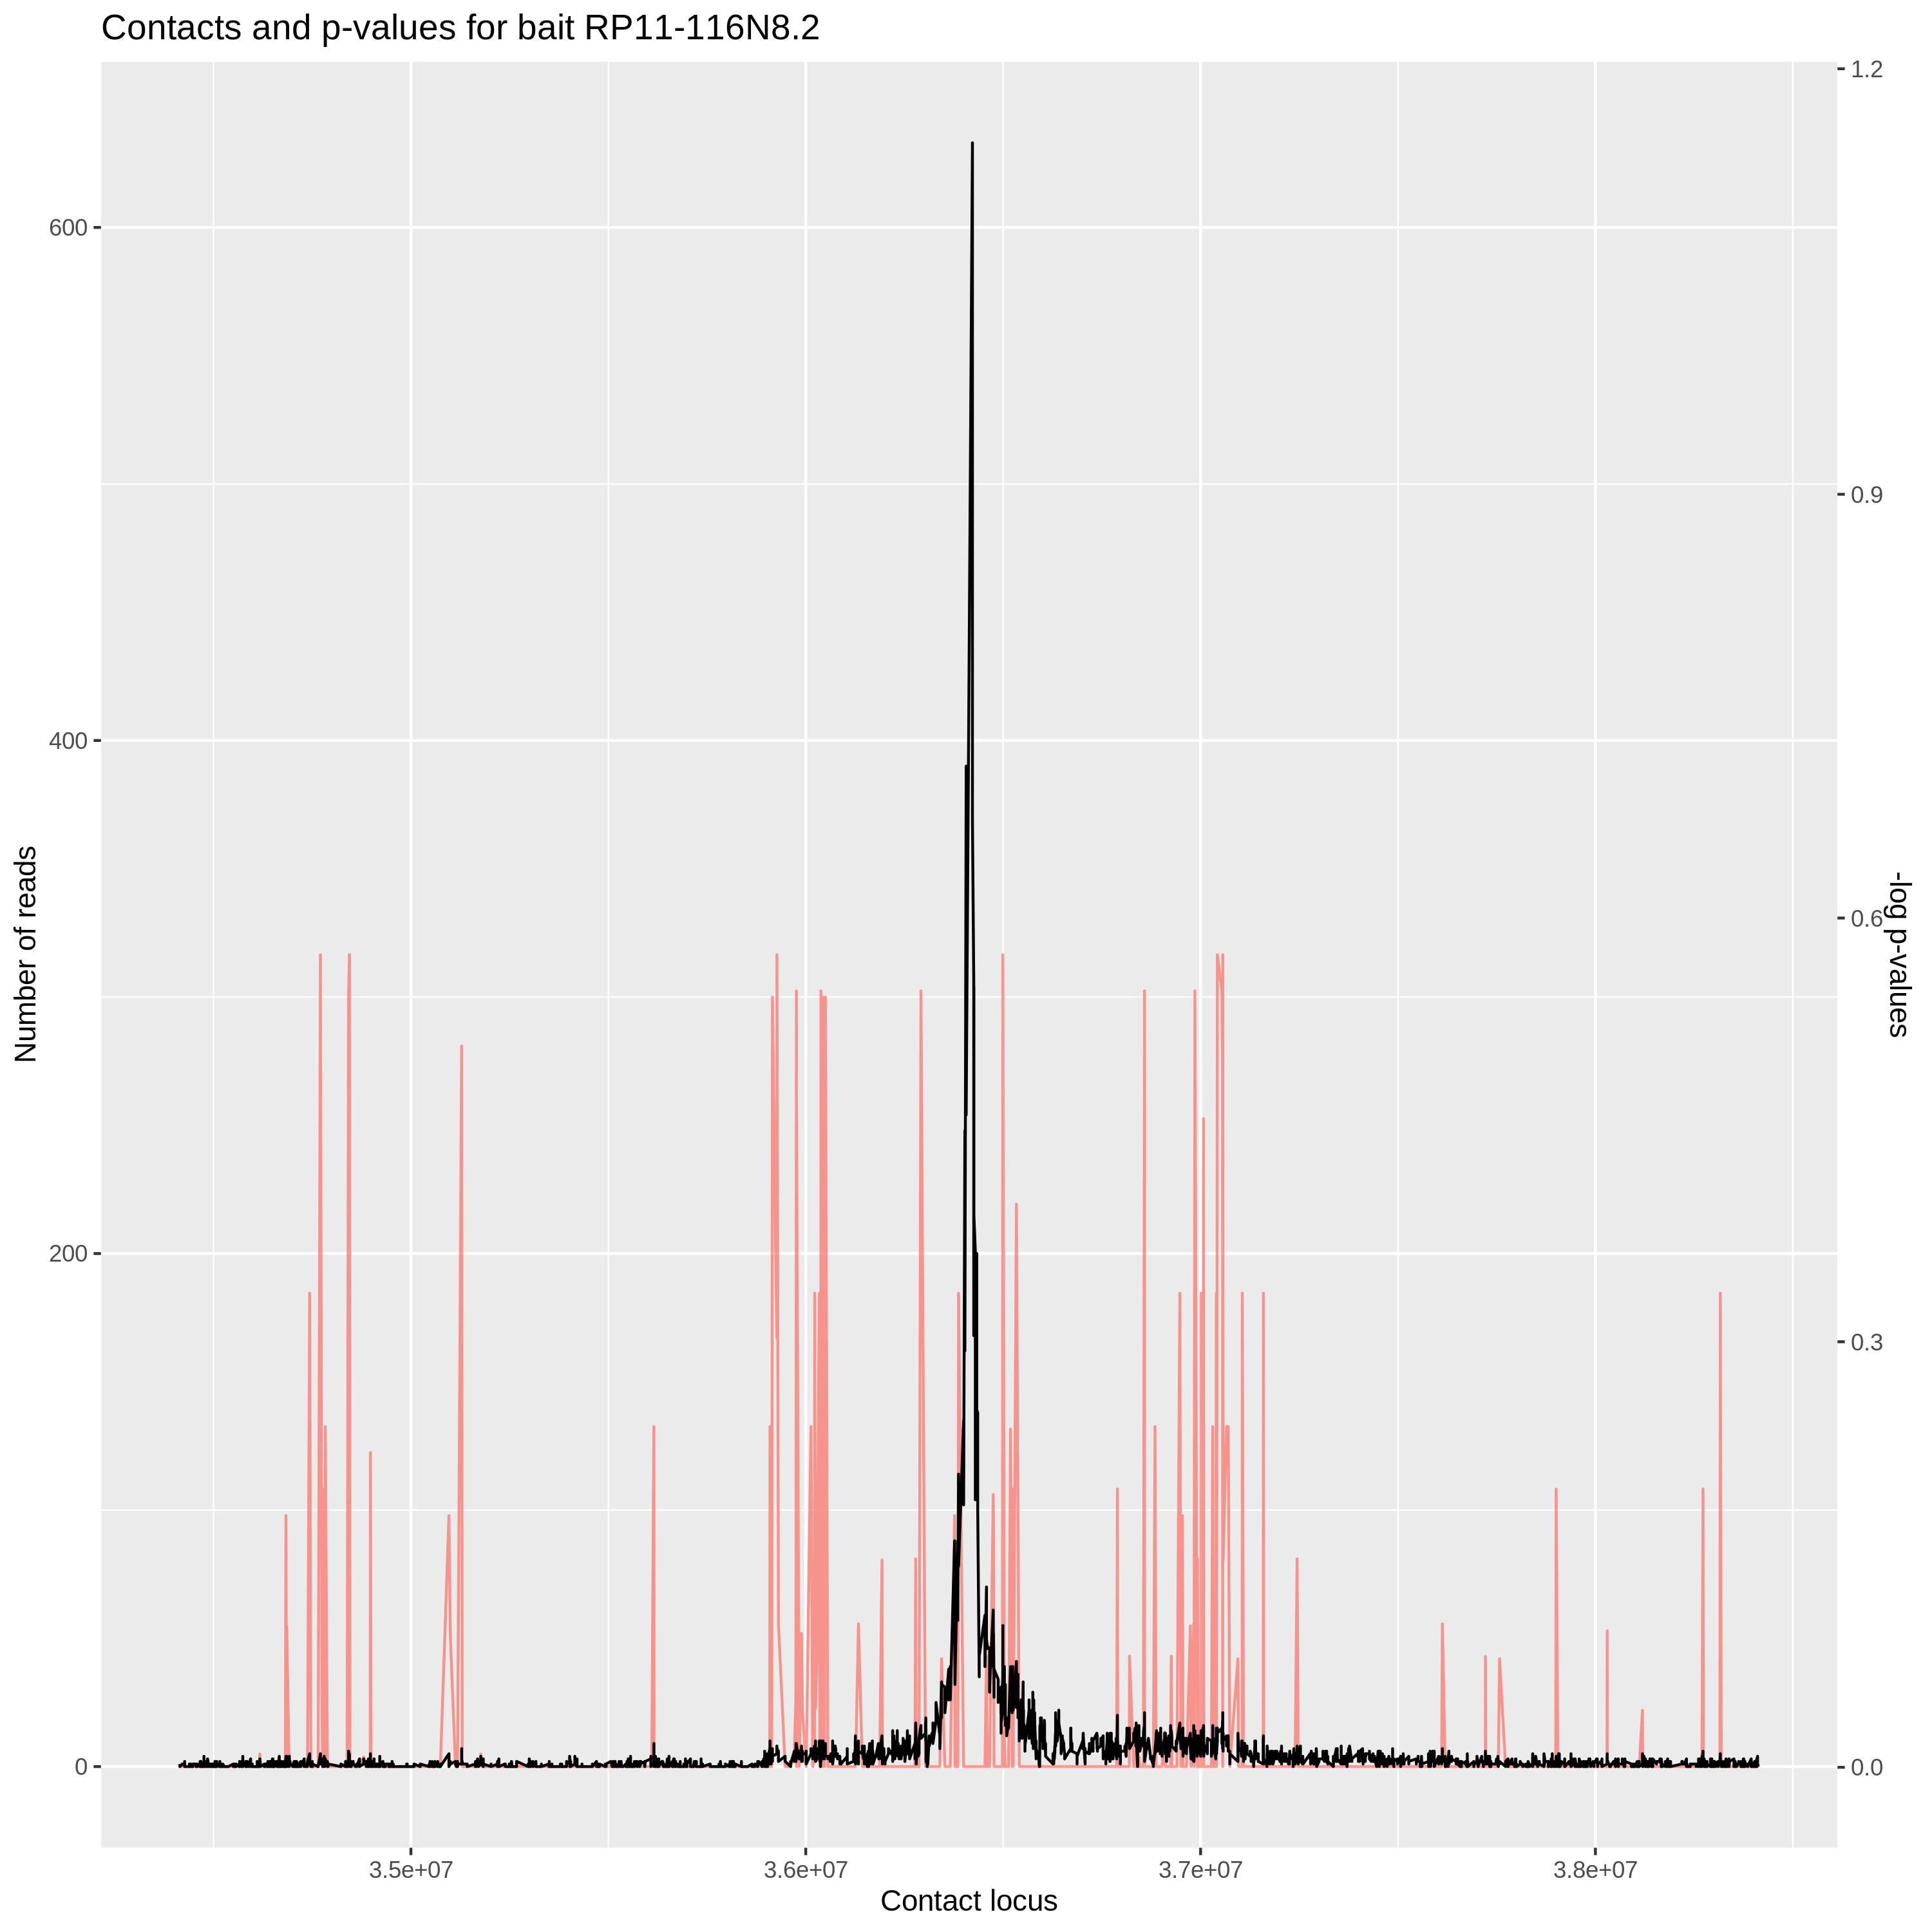 Contacts and p-values for bait RP11-116N8.2
Number of reads
600
400
200
0
1.2
0.9
0.6
0.3
0.0
-log p-values
3.5e+07 3.6e+07 3.7e+07 3.8e+07
Contact locus